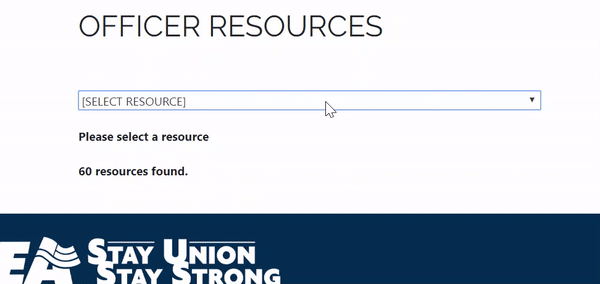 OFFICER RESOURCES
[SELECT RESOURCE]
Please select a resource
60 resources found.
EA
STAY UNION
STAY STRONG